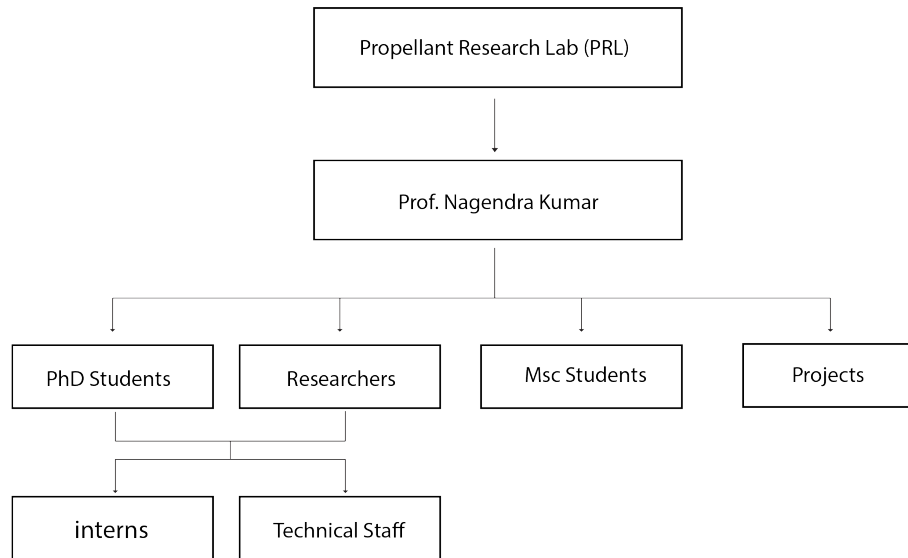 Propellant Research Lab (PRL)
Prof. Nagendra Kumar
PhD Students
Researchers
Msc Students
Projects
interns
Technical Staff